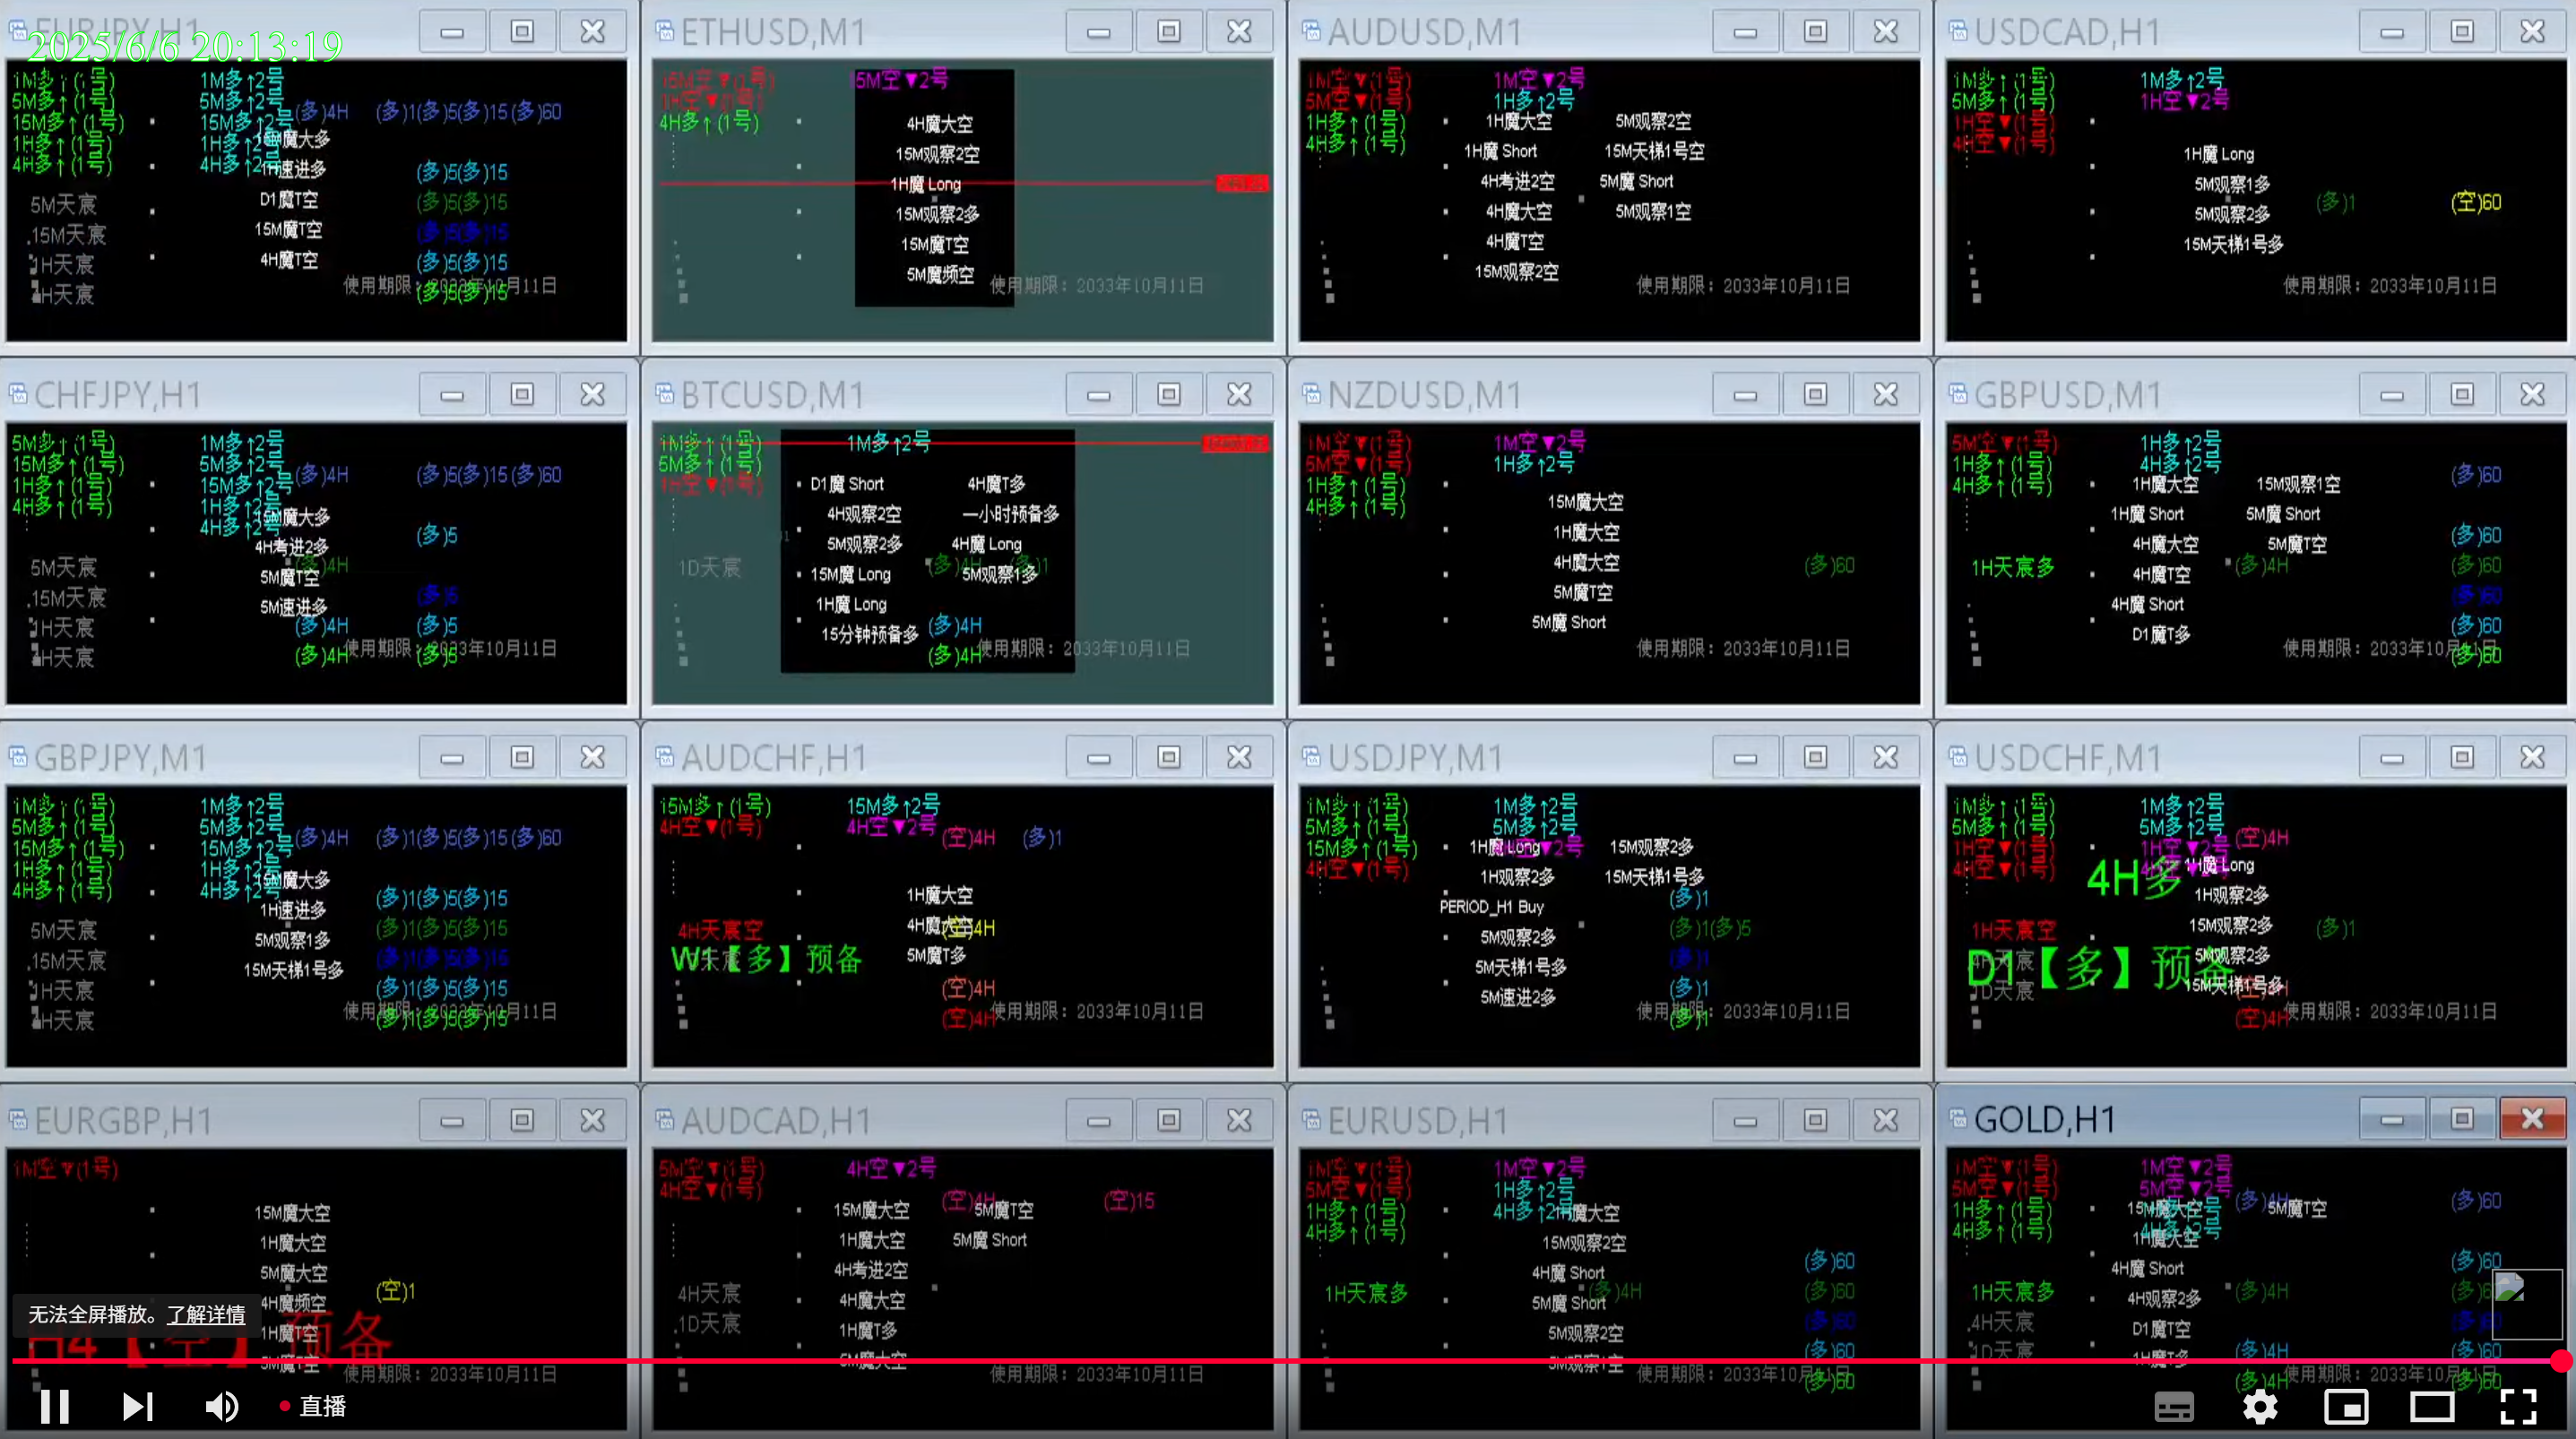 EURJPY,H1
2025/6/6 20:13:19
1M多↑(1号) 1M多↑2号
5M多↑(1号) 5M多↑2号 (多)4H (多)1(多)5(多)15(多)60
15M多↑(1号) 15M多↑2号
1H多↑(1号) 1H多↑2号 魔大多
4H多↑(1号) 4H多↑2号 1H速进多 (多)5(多)15
5M天宸 D1魔T空 (多)5(多)15
15M天宸 15M魔T空 (多)5(多)15
1H天宸 4H魔T空 (多)5(多)15
4H天宸 使用期限: 2033年10月11日 (多)5(多)15
ETHUSD,M1
15M空▼(1号) 15M空▼2号
1H空▼(1号)
4H多↑(1号) 4H魔大空
15M观察2空
1H魔 Long
15M观察2多
15M魔T空
5M魔频空
使用期限: 2033年10月11日
AUDUSD,M1
1M空▼(1号) 1M空▼2号
5M空▼(1号) 1H多↑2号
1H多↑(1号) 1H魔大空 5M观察2空
4H多↑(1号) 1H魔 Short 15M天梯1号空
4H考进2空 5M魔 Short
4H魔大空 5M观察1空
4H魔T空
15M观察2空
使用期限: 2033年10月11日
USDCAD,H1
1M多↑(1号) 1M多↑2号
5M多↑(1号) 1H空▼2号
1H空▼(1号)
4H空▼(1号) 1H魔 Long
5M观察1多
5M观察2多 (多)1 (空)60
15M天梯1号多
使用期限: 2033年10月11日
CHFJPY,H1
5M多↑(1号) 1M多↑2号
15M多↑(1号) 5M多↑2号 (多)4H (多)1(多)5(多)15(多)60
1H多↑(1号) 15M多↑2号
4H多↑(1号) 1H多↑2号
4H多↑2号 15M魔大多 (多)5
4H考进2多
5M天宸 5M魔T空 (多)4H
15M天宸 5M速进多 (多)5
1H天宸 (多)4H (多)5
4H天宸 (多)4H 使用期限: 2033年10月11日 (多)5
BTCUSD,M1
1M多↑(1号) 1M多↑2号
5M多↑(1号)
1H空▼(1号) D1魔 Short 4H魔T多
4H观察2空 一小时预备多
5M观察2多 4H魔 Long
1D天宸 15M魔 Long (多)4H 5M观察1多 (多)1
1H魔 Long
15分钟预备多 (多)4H
(多)4H 使用期限: 2033年10月11日
NZDUSD,M1
1M空▼(1号) 1M空▼2号
5M空▼(1号) 1H多↑2号
1H多↑(1号)
4H多↑(1号) 15M魔大空
1H魔大空
4H魔大空 (多)60
5M魔T空
5M魔 Short
使用期限: 2033年10月11日
GBPUSD,M1
5M空▼(1号) 1H多↑2号
1H多↑(1号) 4H多↑2号 (多)60
4H多↑(1号) 1H魔大空 15M观察1空
1H魔 Short 5M魔 Short
4H魔大空 5M魔T空 (多)60
1H天宸多 4H魔T空 (多)4H (多)60
4H魔 Short (多)60
D1魔T多 (多)60
使用期限: 2033年10月11日 (多)60
GBPJPY,M1
1M多↑(1号) 1M多↑2号
5M多↑(1号) 5M多↑2号 (多)4H (多)1(多)5(多)15(多)60
15M多↑(1号) 15M多↑2号
1H多↑(1号) 1H多↑2号
4H多↑(1号) 4H多↑2号 魔大多 (多)1(多)5(多)15
1H速进多
5M天宸 5M观察1多 (多)1(多)5(多)15
15M天宸 15M天梯1号多 (多)1(多)5(多)15
1H天宸 (多)1(多)5(多)15
4H天宸 使用期限: 2033年10月11日 (多)1(多)5(多)15
AUDCHF,H1
15M多↑(1号) 15M多↑2号
4H空▼(1号) 4H空▼2号 (空)4H (多)1
1H魔大空
4H天宸空 4H魔大空 (空)4H
W1【多】预备 5M魔T多
(空)4H
(空)4H 使用期限: 2033年10月11日
USDJPY,M1
1M多↑(1号) 1M多↑2号
5M多↑(1号) 5M多↑2号
15M多↑(1号) 1H魔 Long 空▼2号 15M观察2多
4H空▼(1号) 1H观察2多 15M天梯1号多
PERIOD_H1 Buy (多)1
5M观察2多 (多)1(多)5
5M天梯1号多 (多)1
5M速进2多 (多)1
使用期限: 2033年10月11日 (多)1
USDCHF,M1
1M多↑(1号) 1M多↑2号
5M多↑(1号) 5M多↑2号 (空)4H
1H空▼(1号) 1H空▼2号
4H空▼(1号) 4H多 1H魔 Long
1H观察2多
1H天宸空 15M观察2多 (多)1
4H天宸 5M观察2多
D1【多】预备
1D天宸 15M天梯1号多 (空)4H
(空)4H 使用期限: 2033年10月11日
EURGBP,H1
1M空▼(1号)
15M魔大空
1H魔大空
5M魔大空
4H魔频空 (空)1
无法全屏播放。了解详情
1H魔T空
H4【空】预备
5M魔T空
使用期限: 2033年10月11日
AUDCAD,H1
5M空▼(1号) 4H空▼2号
4H空▼(1号) (空)4H (空)15
15M魔大空 5M魔T空
1H魔大空 5M魔 Short
4H考进2空
4H天宸 4H魔大空
1D天宸 1H魔T多
5M魔大空
使用期限: 2033年10月11日
EURUSD,H1
1M空▼(1号) 1M空▼2号
5M空▼(1号) 1H多↑2号
1H多↑(1号) 4H多↑2号 魔大空
4H多↑(1号) 15M观察2空
4H魔 Short (多)60
1H天宸多 5M魔 Short (多)4H (多)60
5M观察2空 (多)60
5M观察1空 (多)60
使用期限: 2033年10月11日 (多)60
GOLD,H1
1M空▼(1号) 1M空▼2号
5M空▼(1号) 5M空▼2号 (多)4H (多)60
1H多↑(1号) 15M魔大空 5M魔T空
4H多↑(1号) 4H多↑2号
1H魔大空
4H魔 Short (多)60
1H天宸多 4H观察2多 (多)4H
4H天宸 D1魔T空
1D天宸 1H魔T多 (多)4H (多)60
(多)4H 使用期限: 2033年10月11日 (多)60
直播